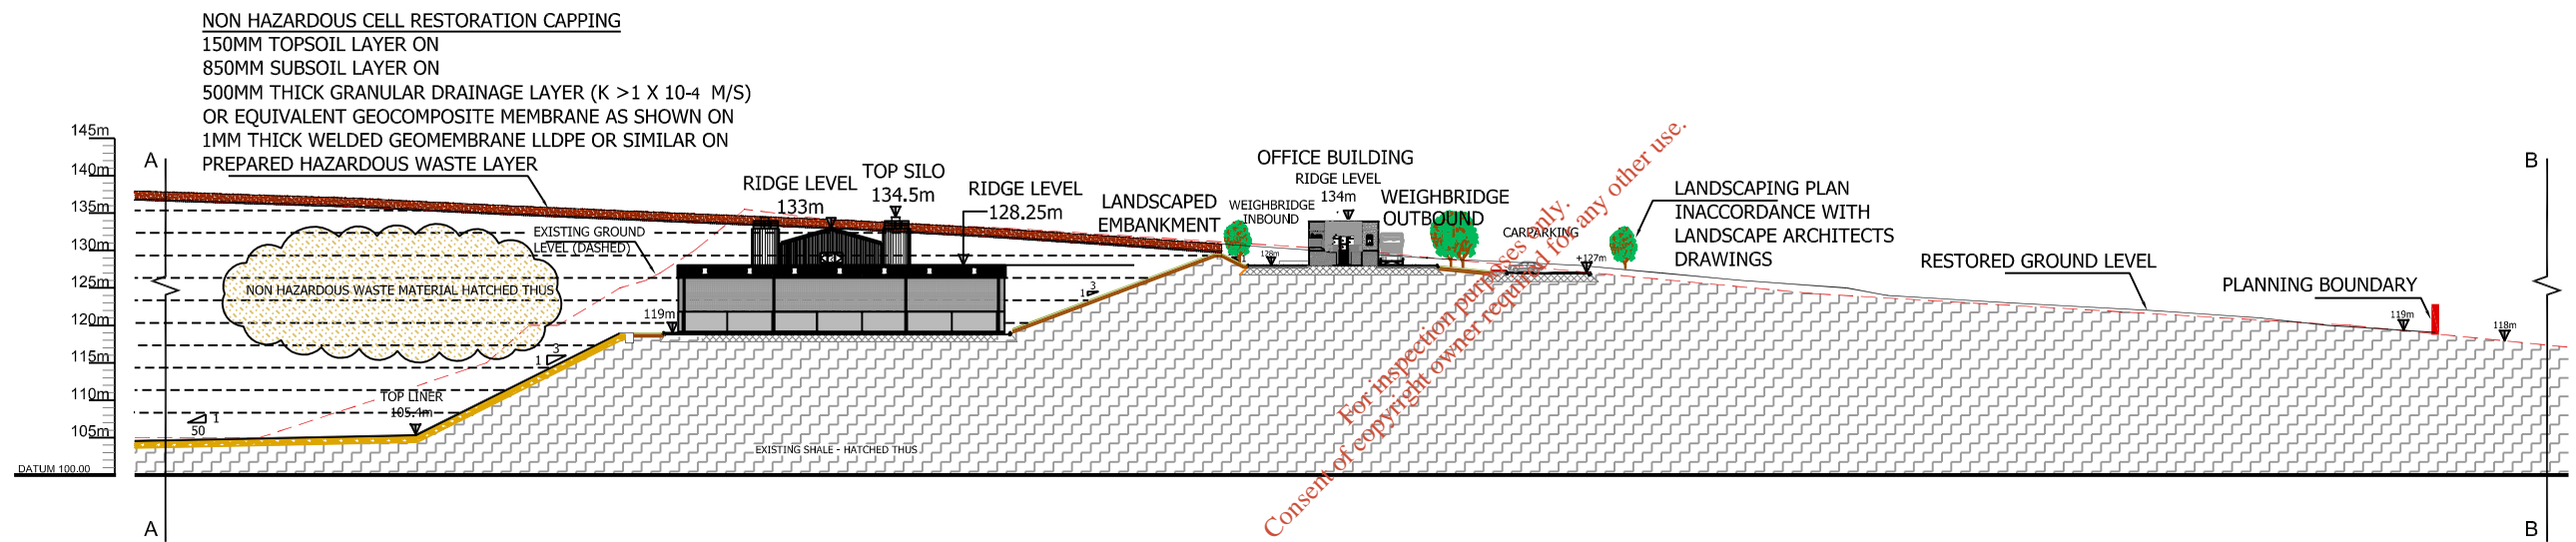 NON HAZARDOUS CELL RESTORATION CAPPING
150MM TOPSOIL LAYER ON
850MM SUBSOIL LAYER ON
500MM THICK GRANULAR DRAINAGE LAYER (K >1 X 10-4 M/S)
OR EQUIVALENT GEOCOMPOSITE MEMBRANE AS SHOWN ON
1MM THICK WELDED GEOMEMBRANE LLDPE OR SIMILAR ON
PREPARED HAZARDOUS WASTE LAYER
145m
140m
135m
130m
125m
120m
115m
110m
105m
DATUM 100.00
A
A
B
B
EXISTING GROUND
LEVEL (DASHED)
NON HAZARDOUS WASTE MATERIAL HATCHED THUS
TOP LINER
105.4m
1
50
3
1
119m
RIDGE LEVEL
133m
TOP SILO
134.5m
RIDGE LEVEL
128.25m
3
1
EXISTING SHALE - HATCHED THUS
LANDSCAPED
EMBANKMENT
WEIGHBRIDGE
INBOUND
128m
OFFICE BUILDING
RIDGE LEVEL
134m
WEIGHBRIDGE
OUTBOUND
CARPARKING
+127m
LANDSCAPING PLAN
INACCORDANCE WITH
LANDSCAPE ARCHITECTS
DRAWINGS
RESTORED GROUND LEVEL
PLANNING BOUNDARY
119m
118m
For inspection purposes only.
Consent of copyright owner required for any other use.